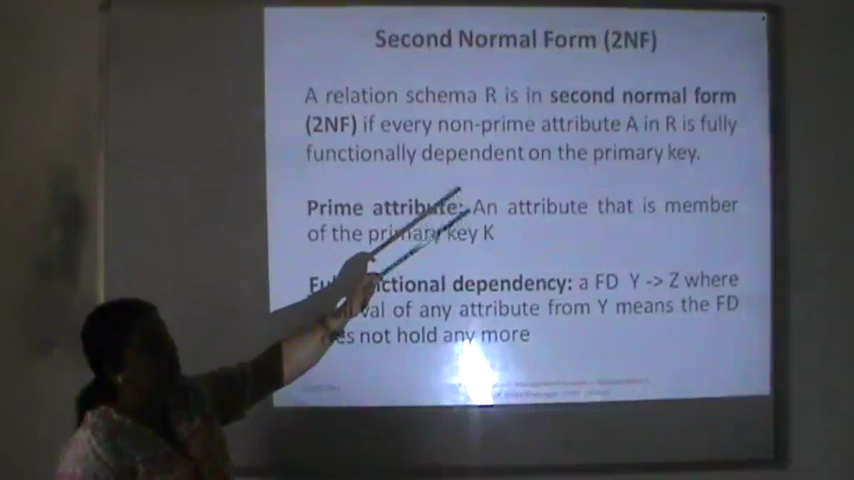 Second Normal Form (2NF)
A relation schema R is in second normal form
(2NF) if every non-prime attribute A in R is fully
functionally dependent on the primary key.
Prime attribute: An attribute that is member
of the primary key K
functional dependency: a FD Y -> Z where
of any attribute from Y means the FD
not hold any more